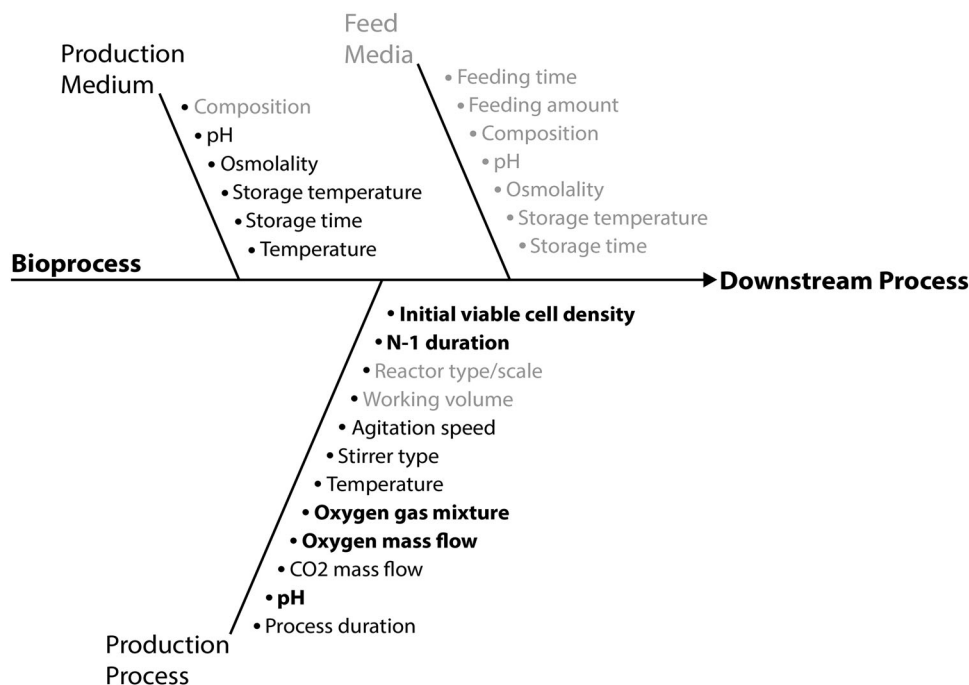 Production
Medium
• Composition
• pH
• Osmolality
• Storage temperature
• Storage time
• Temperature
Feed
Media
• Feeding time
• Feeding amount
• Composition
• pH
• Osmolality
• Storage temperature
• Storage time
Bioprocess
Downstream Process
• Initial viable cell density
• N-1 duration
• Reactor type/scale
• Working volume
• Agitation speed
• Stirrer type
• Temperature
• Oxygen gas mixture
• Oxygen mass flow
• CO2 mass flow
• pH
• Process duration
Production
Process